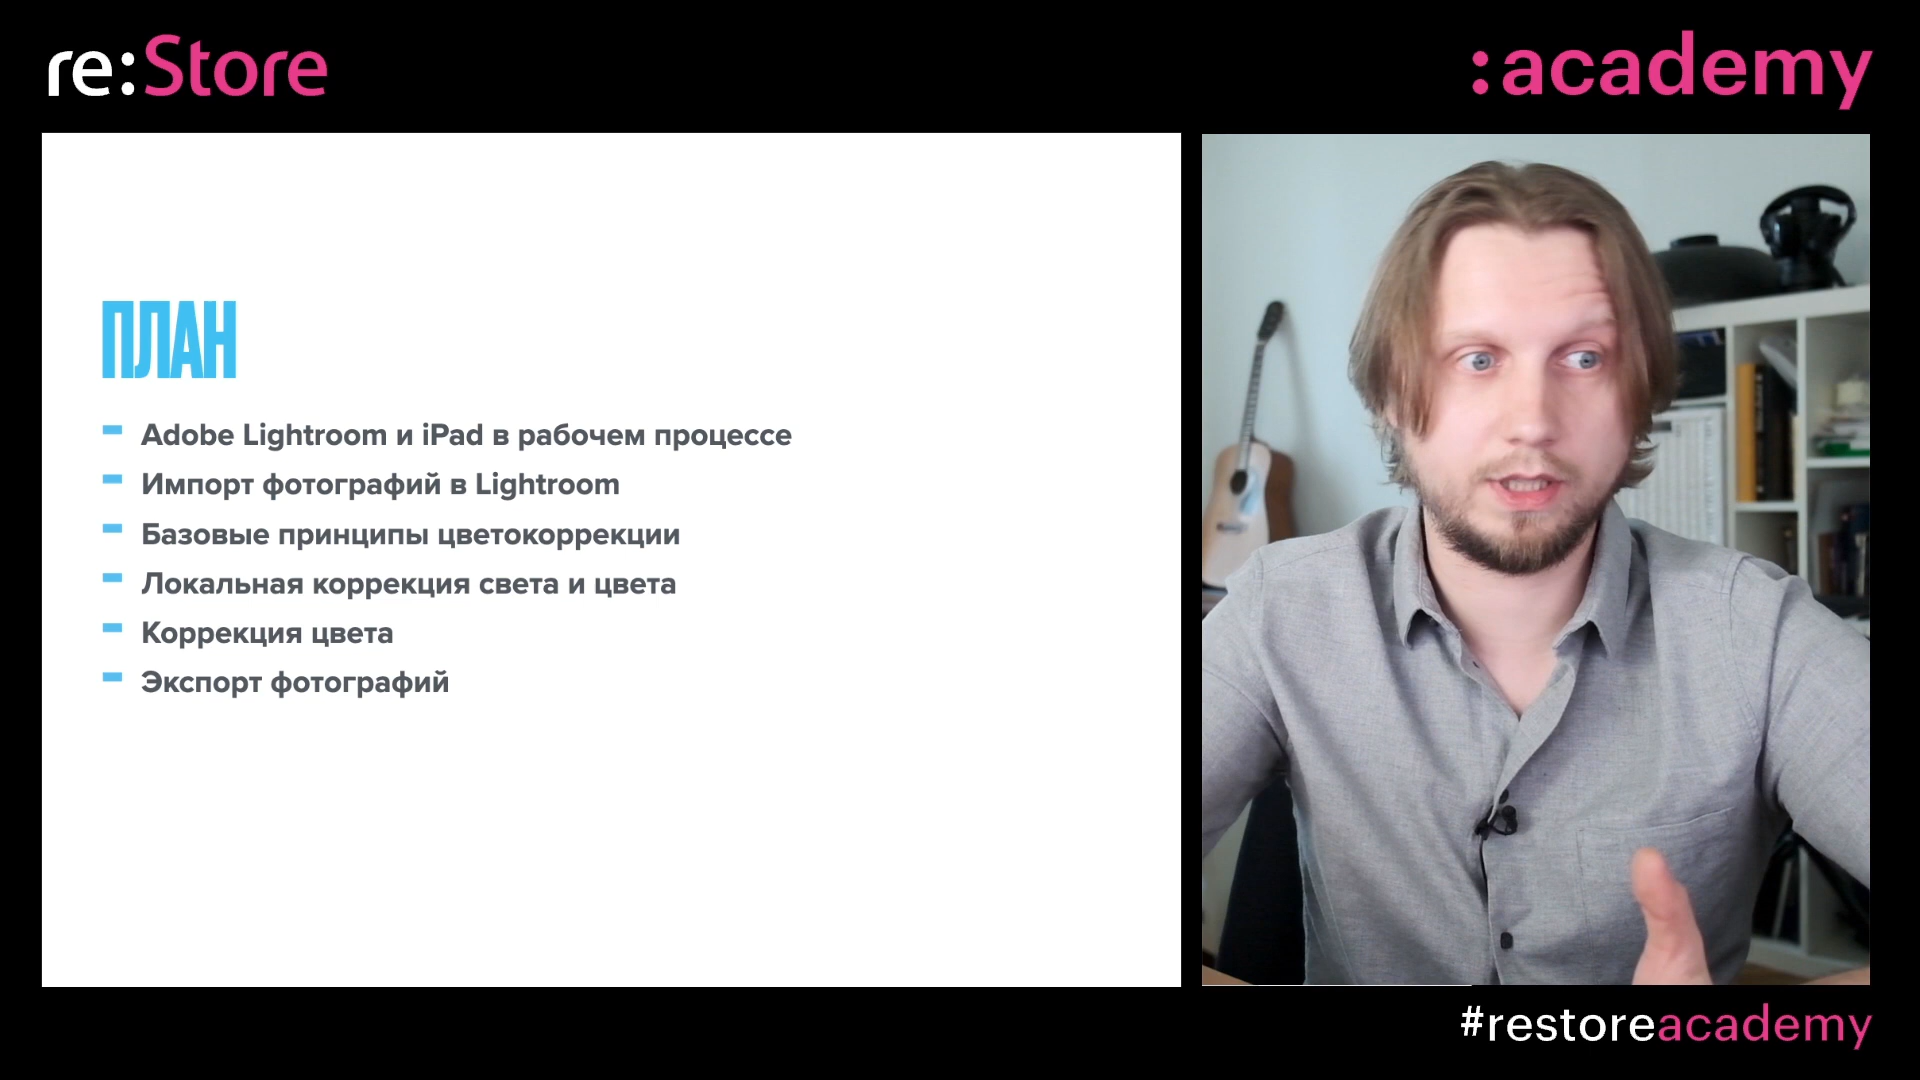 re:Store
:academy
ПЛАН
- Adobe Lightroom и iPad в рабочем процессе
- Импорт фотографий в Lightroom
- Базовые принципы цветокоррекции
- Локальная коррекция света и цвета
- Коррекция цвета
- Экспорт фотографий
#restoreacademy